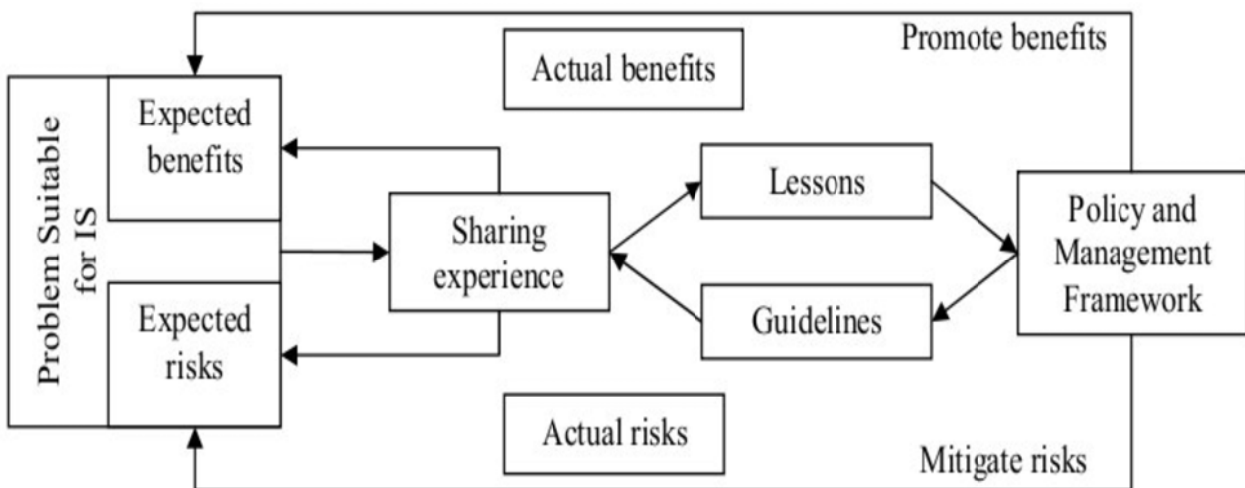 Promote benefits
Actual benefits
Problem Suitable
for IS
Expected
benefits
Lessons
Sharing
experience
Policy and
Management
Framework
Expected
risks
Guidelines
Actual risks
Mitigate risks